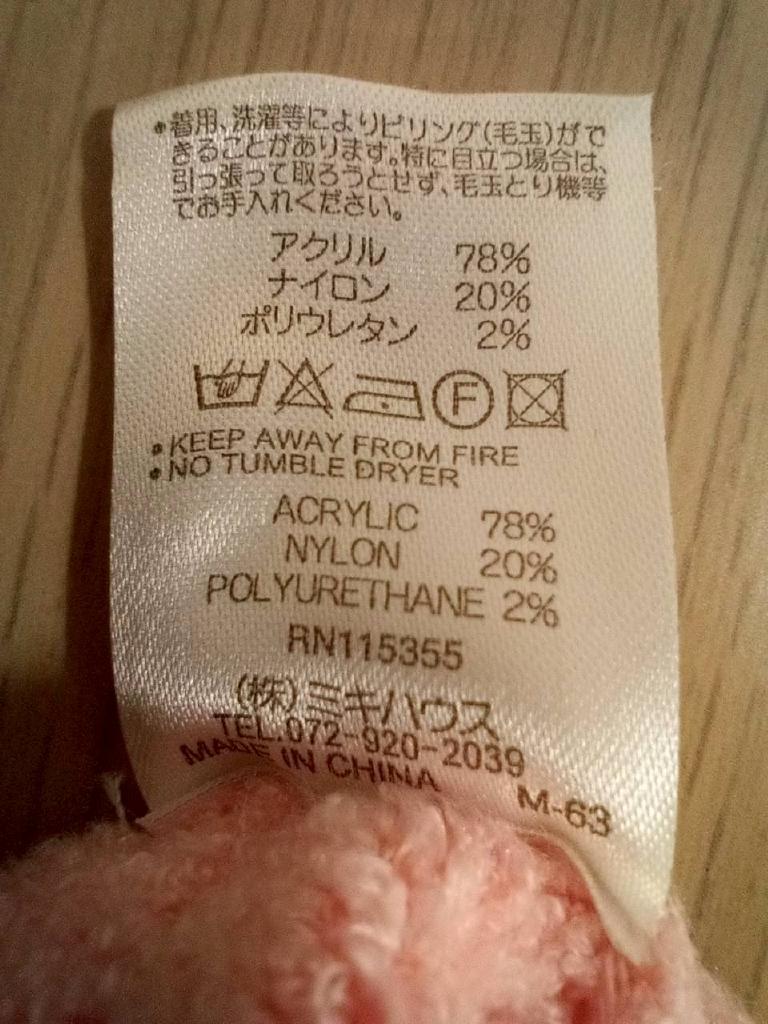 •着用、洗濯等によりピリング(毛玉)がで
きることがあります。特に目立つ場合は、
引っ張って取ろうとせず、毛玉とり機等
でお手入れください。
アクリル 78%
ナイロン 20%
ポリウレタン 2%
F
•KEEP AWAY FROM FIRE
•NO TUMBLE DRYER
ACRYLIC 78%
NYLON 20%
POLYURETHANE 2%
RN115355
(株)ミキハウス
TEL.072-920-2039
MADE IN CHINA
M-63